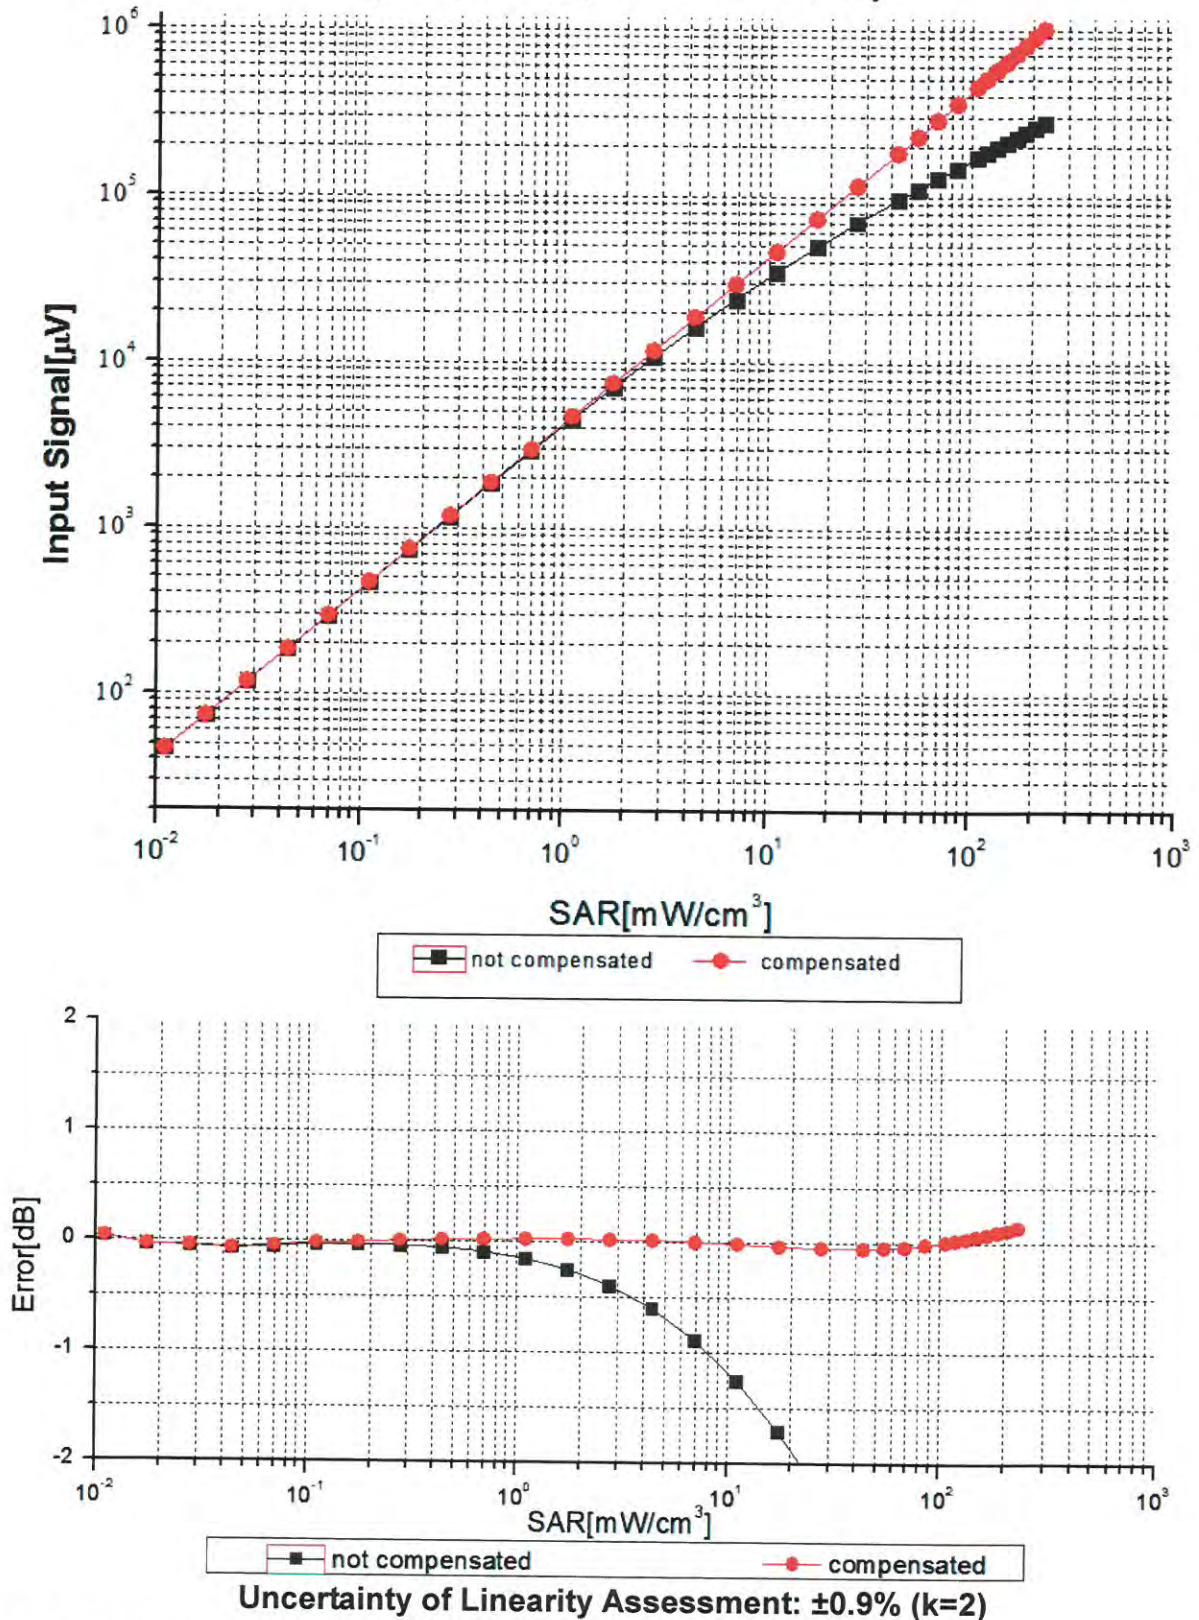 10^6
10^5
10^4
10^3
10^2
Input Signal[µV]
10^-2 10^-1 10^0 10^1 10^2 10^3
SAR[mW/cm^3]
not compensated compensated
2
1
0
-1
-2
Error[dB]
10^-2 10^-1 10^0 10^1 10^2 10^3
SAR[mW/cm^3]
not compensated compensated
Uncertainty of Linearity Assessment: ±0.9% (k=2)